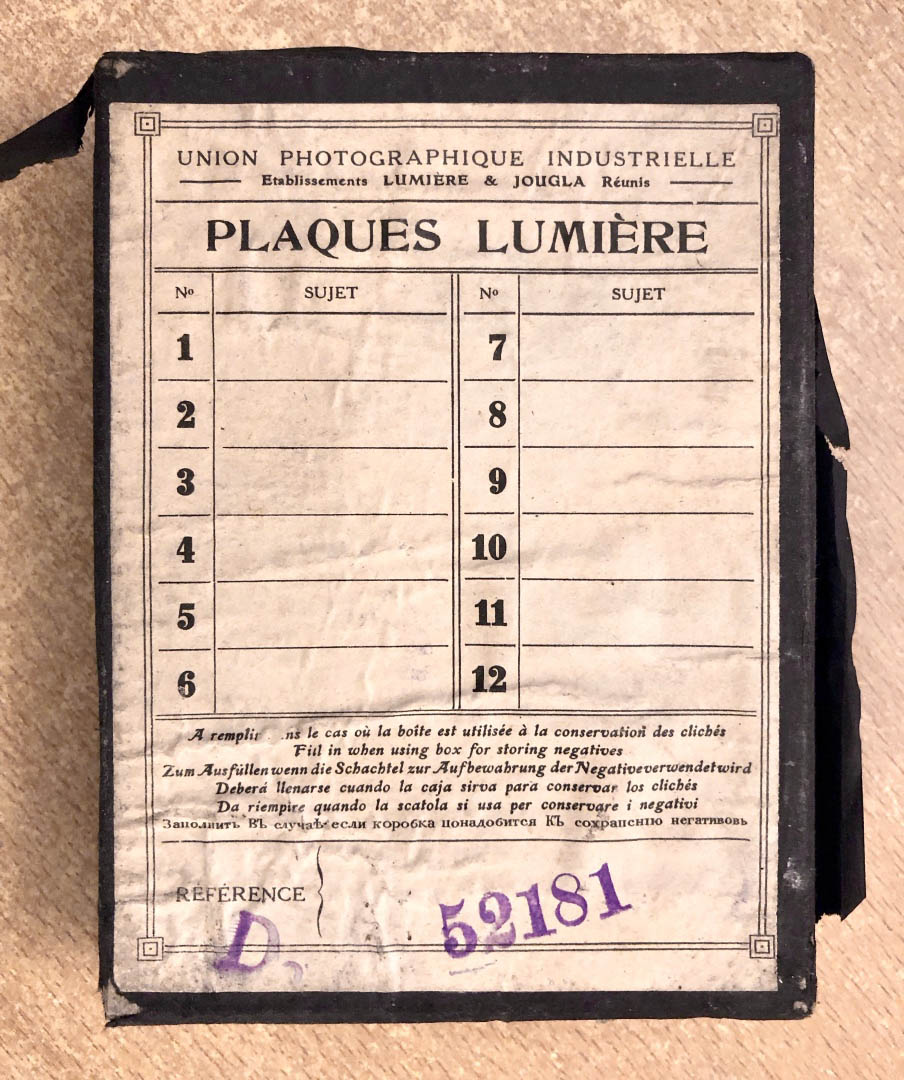 UNION PHOTOGRAPHIQUE INDUSTRIELLE
Etablissements LUMIÈRE & JOUGLA Réunis
PLAQUES LUMIÈRE
Nº SUJET Nº SUJET
1 7
2 8
3 9
4 10
5 11
6 12
A remplir le cas où la boîte est utilisée à la conservation des clichés
Fill in when using box for storing negatives
Zum Ausfüllen wenn die Schachtel zur Aufbewahrung der Negative verwendet wird
Deberá llenarse cuando la caja sirva para conservar los clichés
Da riempire quando la scatola si usa per conservare i negativi
Заполнить ВЪ случаѣ если коробка понадобится КЪ негативовь
RÉFÉRENCE
D. 52181